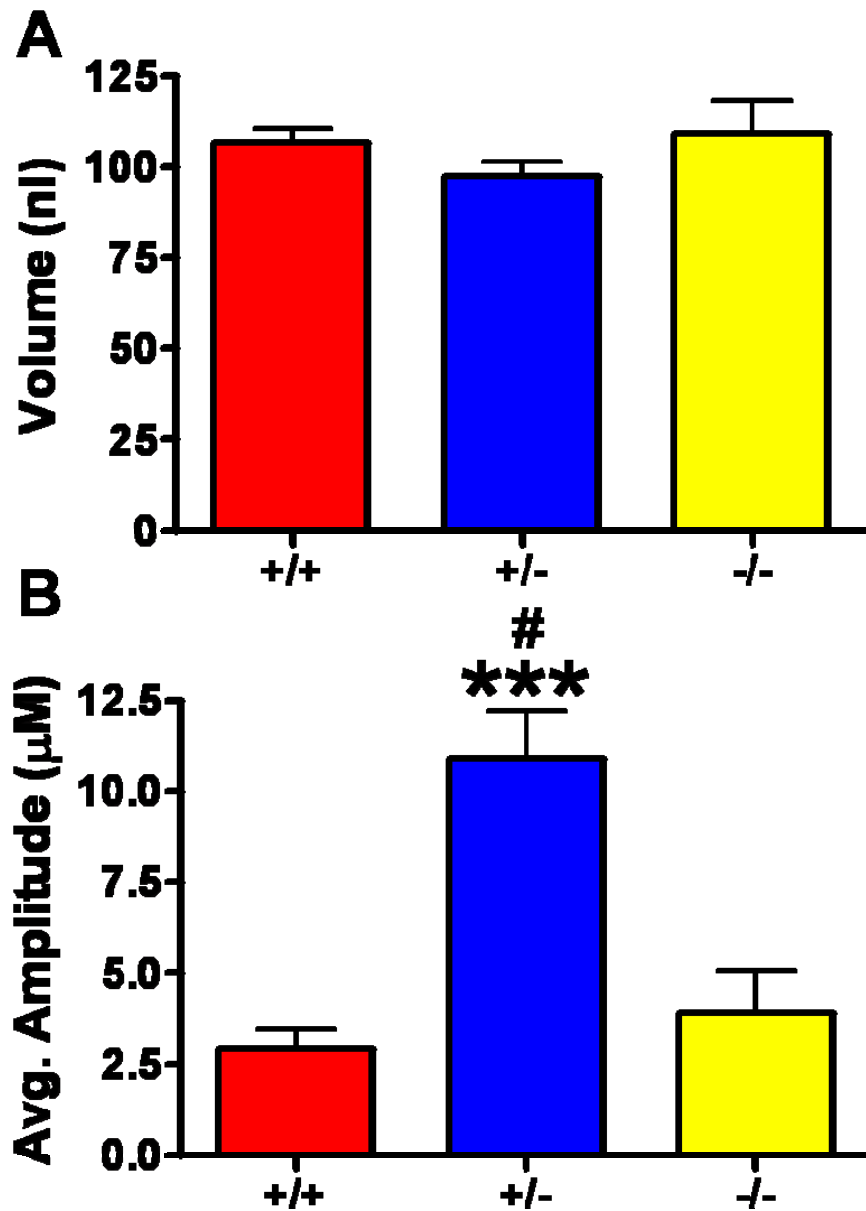 A
Volume (nl)
125
100
75
50
25
0
+/+ +/- -/-
B
#
***
Avg. Amplitude (µM)
12.5
10.0
7.5
5.0
2.5
0.0
+/+ +/- -/-